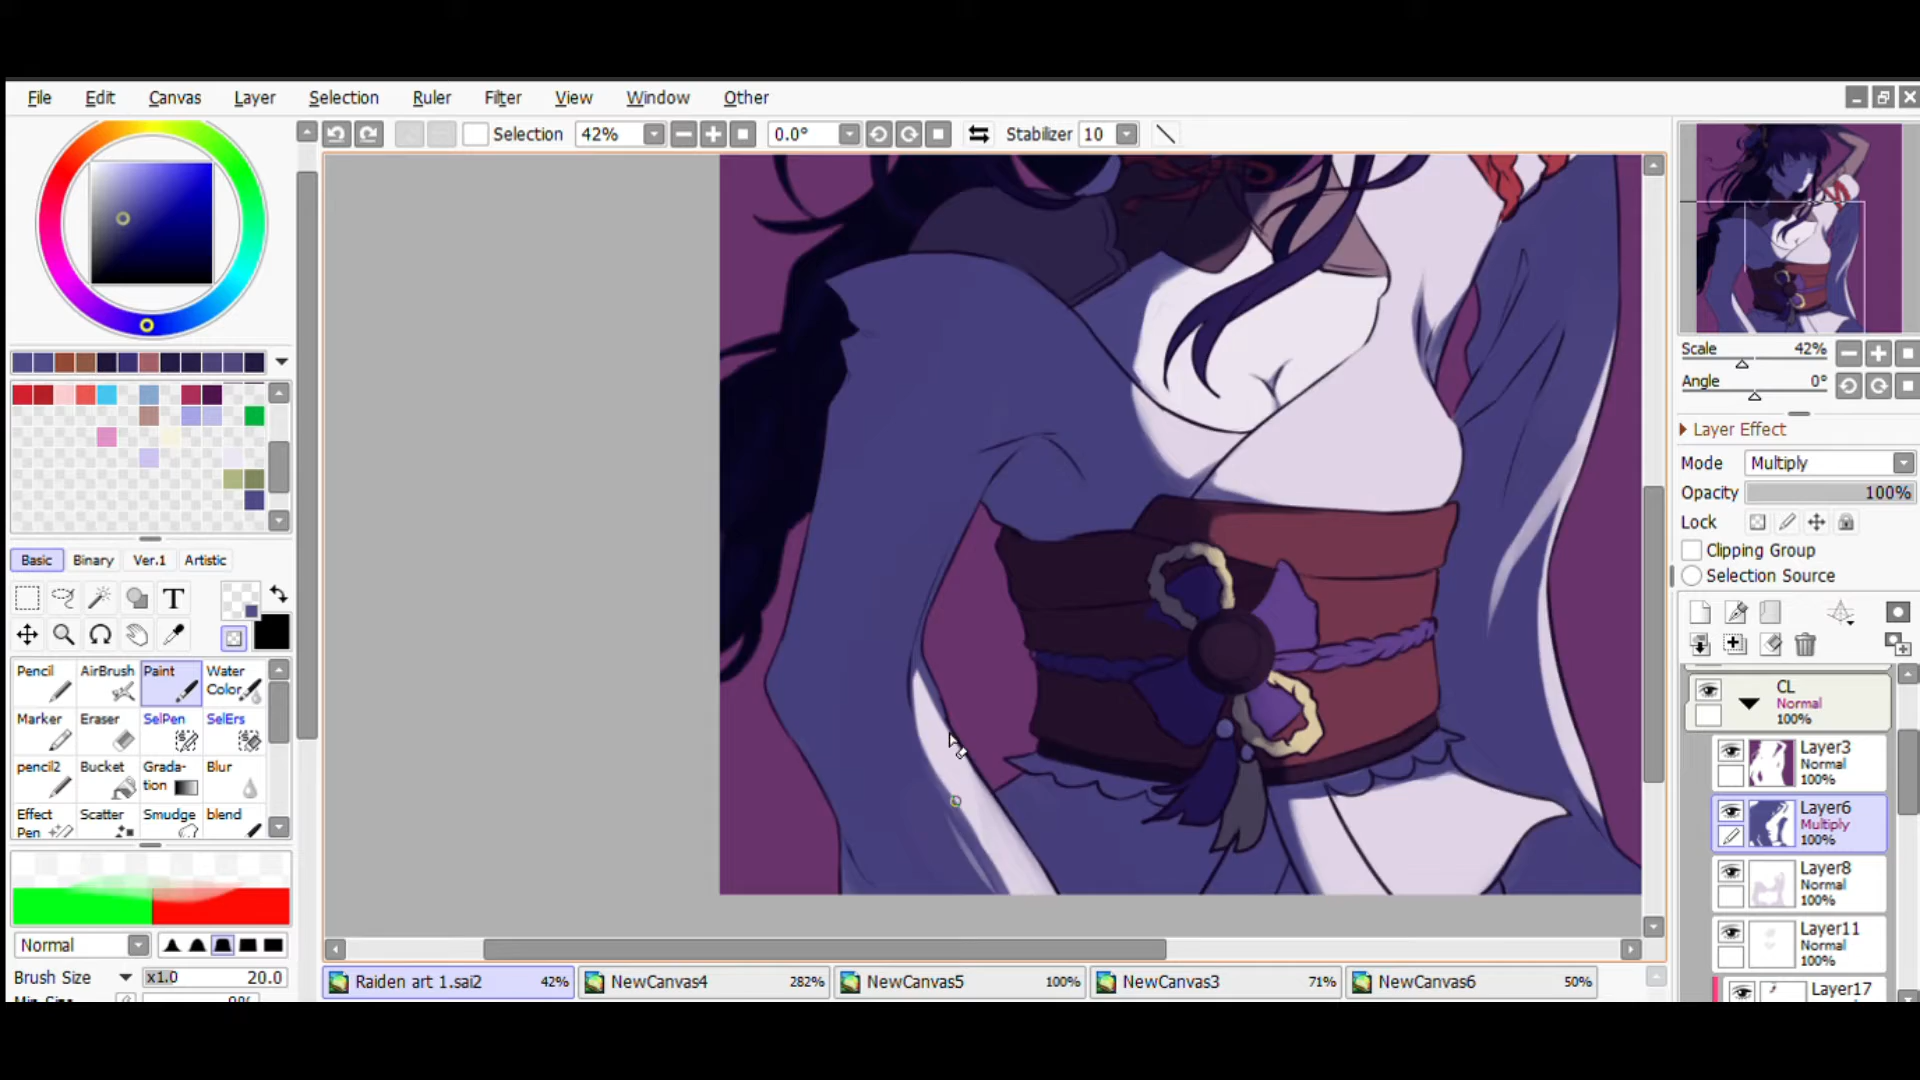 File Edit Canvas Layer Selection Ruler Filter View Window Other
Selection 42% 0.0° Stabilizer 10
Scale 42%
Angle 0°
Layer Effect
Mode Multiply
Opacity 100%
Lock
Clipping Group
Selection Source
Basic Binary Ver.1 Artistic
T
Pencil AirBrush Paint Water
Color
Marker Eraser SelPen SelErs
pencil2 Bucket Grada-
tion Blur
Effect
Pen Scatter Smudge blend
Normal
Brush Size x1.0 20.0
CL
Normal
100%
Layer3
Normal
100%
Layer6
Multiply
100%
Layer8
Normal
100%
Layer11
Normal
100%
Layer17
Raiden art 1.sai2 42% NewCanvas4 282% NewCanvas5 100% NewCanvas3 71% NewCanvas6 50%